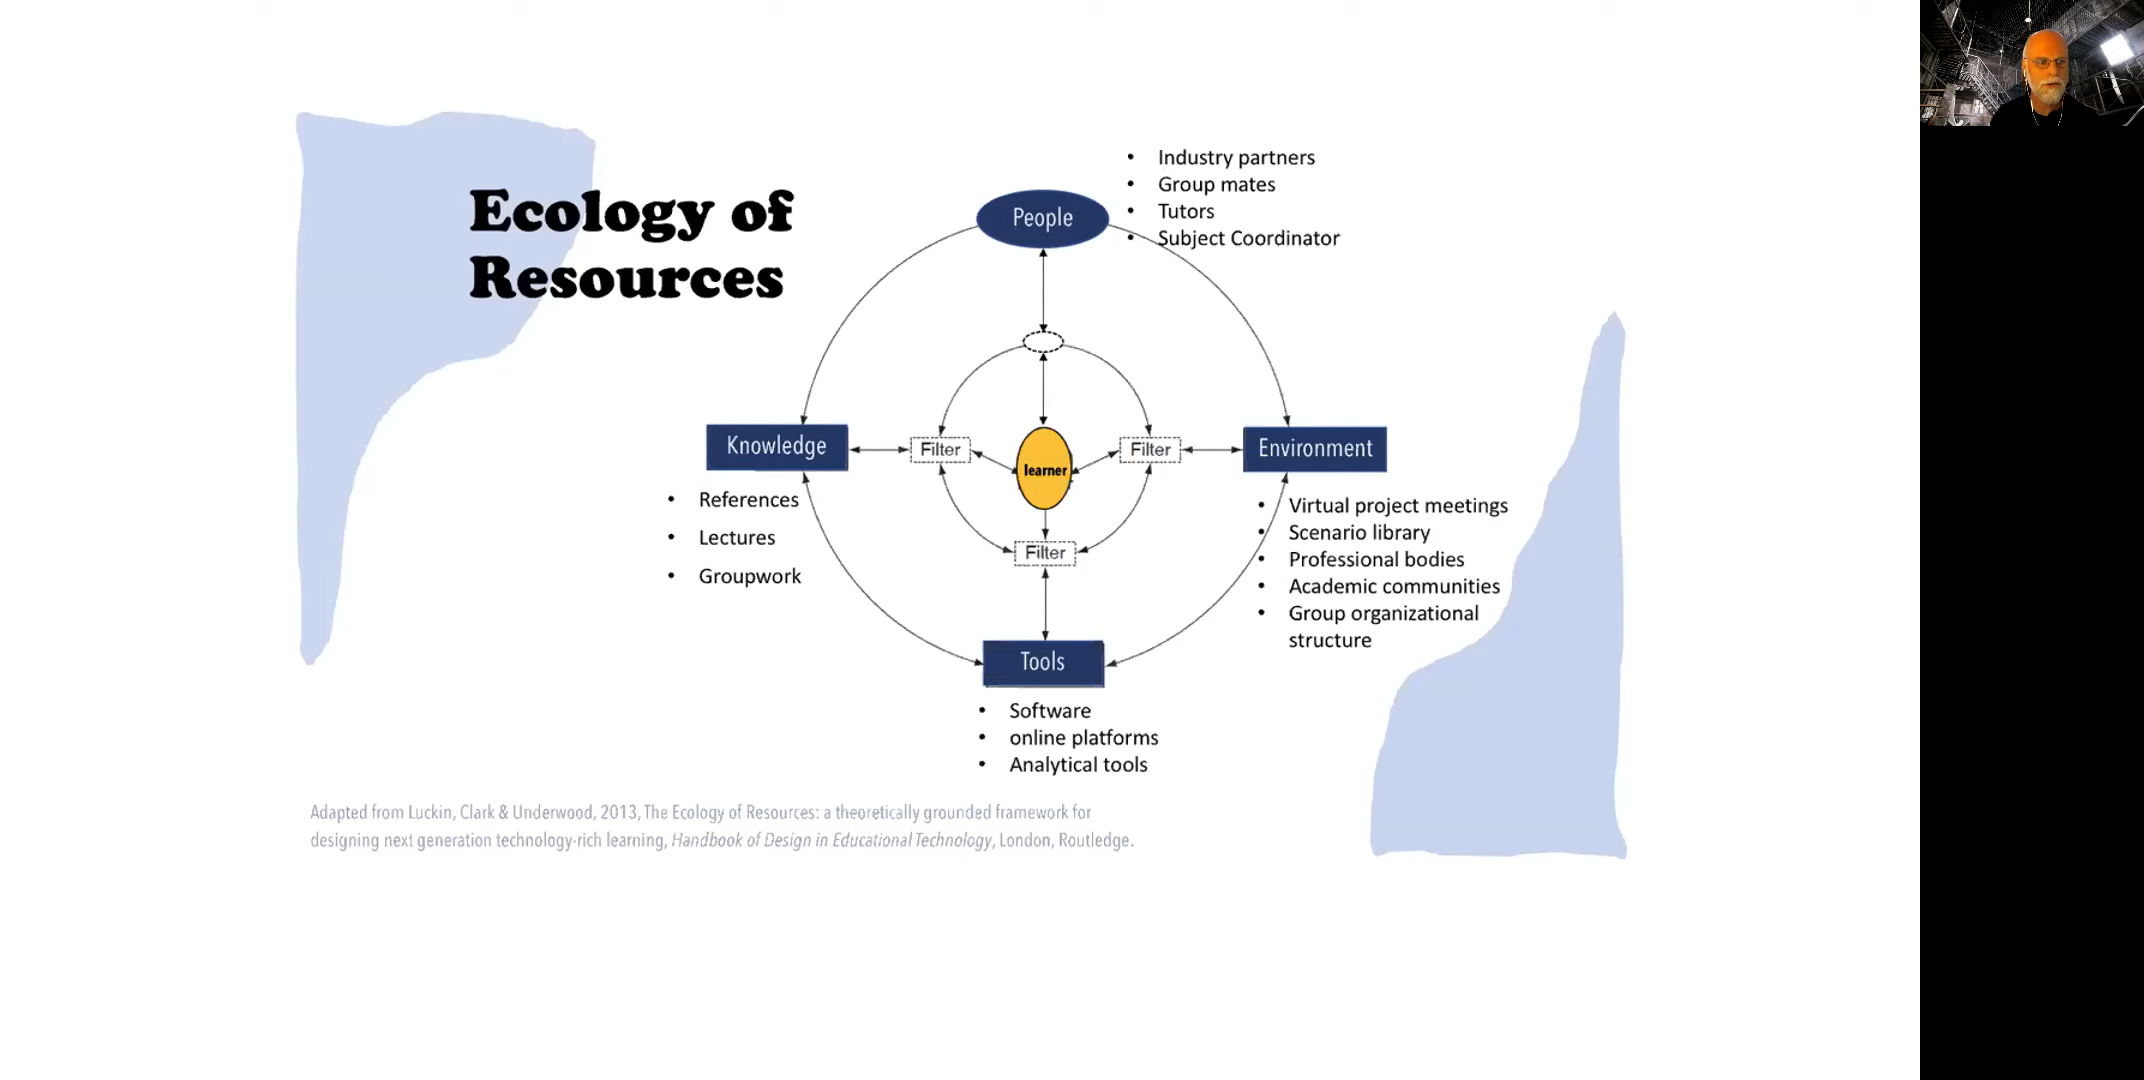 Ecology of
Resources
People
• Industry partners
• Group mates
• Tutors
• Subject Coordinator
Knowledge
Filter
learner
Filter
Environment
• References
• Lectures
• Groupwork
Filter
• Virtual project meetings
• Scenario library
• Professional bodies
• Academic communities
• Group organizational
structure
Tools
• Software
• online platforms
• Analytical tools
Adapted from Luckin, Clark & Underwood, 2013, The Ecology of Resources: a theoretically grounded framework for
designing next generation technology-rich learning, Handbook of Design in Educational Technology, London, Routledge.